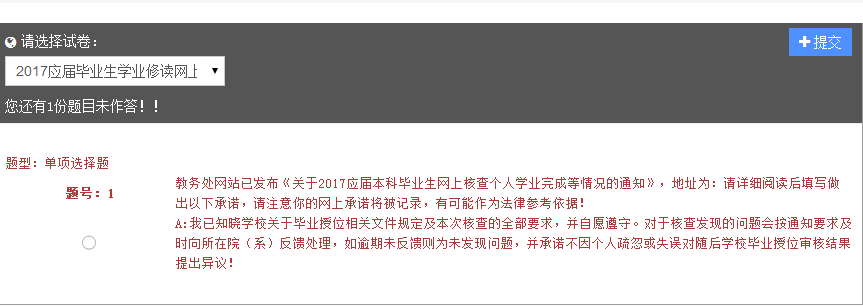 请选择试卷：
提交
2017应届毕业生学业修读网上
您还有1份题目未作答！！
题型：单项选择题
题号：1
教务处网站已发布《关于2017应届本科毕业生网上核查个人学业完成等情况的通知》，地址为：请详细阅读后填写做
出以下承诺，请注意你的网上承诺将被记录，有可能作为法律参考依据！
A:我已知晓学校关于毕业授位相关文件规定及本次核查的全部要求，并自愿遵守。对于核查发现的问题会按通知要求及
时向所在院（系）反馈处理，如逾期未反馈则为未发现问题，并承诺不因个人疏忽或失误对随后学校毕业授位审核结果
提出异议！